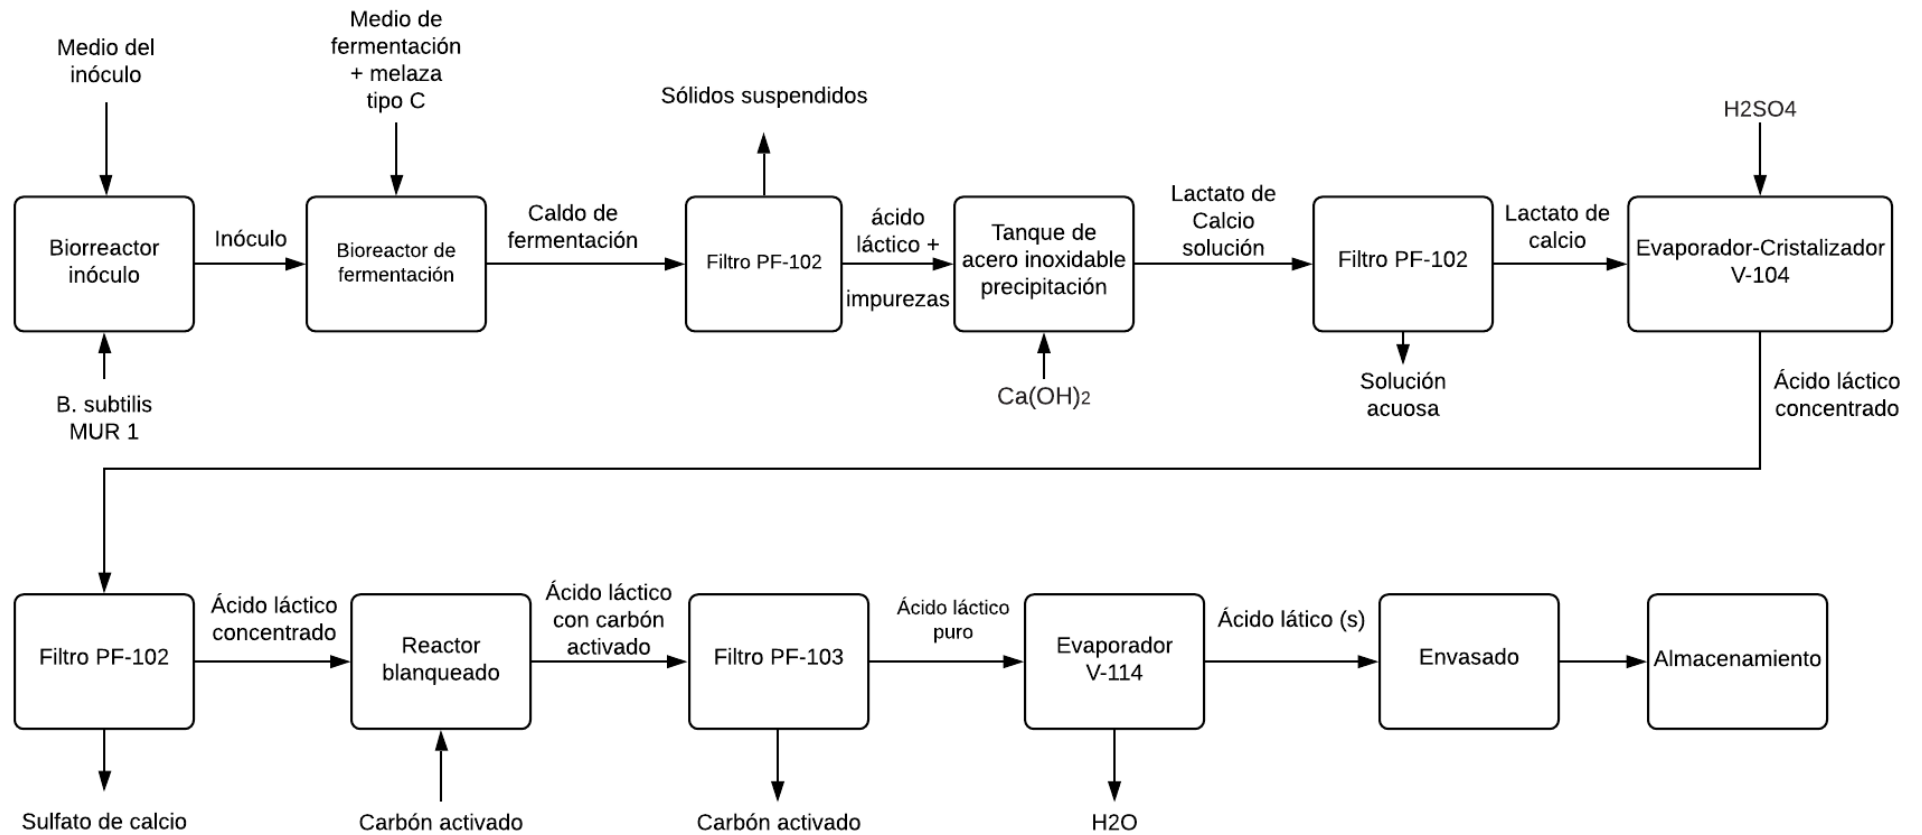 Medio del
inóculo
Medio de
fermentación
+ melaza
tipo C
Sólidos suspendidos
H2SO4
Biorreactor
inóculo
Inóculo
Bioreactor de
fermentación
Caldo de
fermentación
Filtro PF-102
ácido
láctico +
impurezas
Tanque de
acero inoxidable
precipitación
Lactato de
Calcio
solución
Filtro PF-102
Lactato de
calcio
Evaporador-Cristalizador
V-104
B. subtilis
MUR 1
Ca(OH)2
Solución
acuosa
Ácido láctico
concentrado
Filtro PF-102
Ácido láctico
concentrado
Reactor
blanqueado
Ácido láctico
con carbón
activado
Filtro PF-103
Ácido láctico
puro
Evaporador
V-114
Ácido lático (s)
Envasado
Almacenamiento
Sulfato de calcio
Carbón activado
Carbón activado
H2O